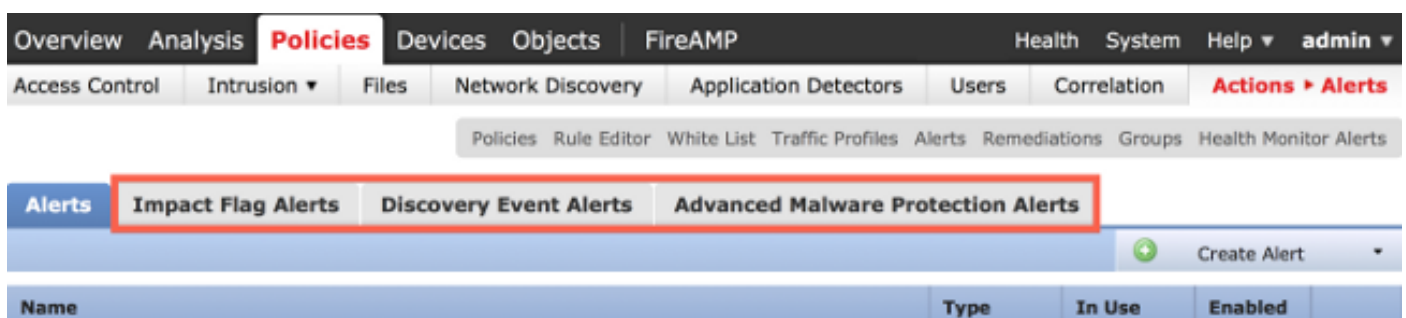 Overview Analysis Policies Devices Objects FireAMP Health System Help ▾ admin ▾
Access Control Intrusion ▾ Files Network Discovery Application Detectors Users Correlation Actions ▸ Alerts
Policies Rule Editor White List Traffic Profiles Alerts Remediations Groups Health Monitor Alerts
Alerts Impact Flag Alerts Discovery Event Alerts Advanced Malware Protection Alerts
Create Alert
Name Type In Use Enabled